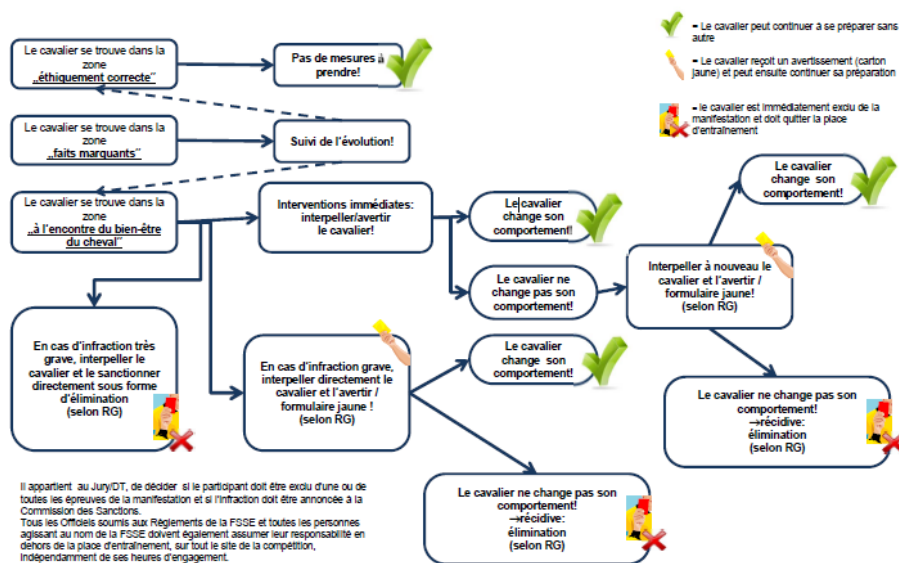 Le cavalier se trouve dans la
zone
„éthiquement correcte"
Pas de mesures à
prendre!
= Le cavalier peut continuer à se préparer sans
autre
= Le cavalier reçoit un avertissement (carton
jaune) et peut ensuite continuer sa préparation
= le cavalier est immédiatement exclu de la
manifestation et doit quitter la place
d'entraînement
Le cavalier se trouve dans la
zone
„faits marquants"
Suivi de l'évolution!
Le cavalier se trouve dans la
zone
„à l'encontre du bien-être
du cheval"
Interventions immédiates:
interpeller/avertir
le cavalier!
Le cavalier
change son
comportement!
Le cavalier
change son
comportement!
Le cavalier ne
change pas son
comportement!
Interpeller à nouveau le
cavalier et l'avertir /
formulaire jaune!
(selon RG)
En cas d'infraction très
grave, interpeller le
cavalier et le sanctionner
directement sous forme
d'élimination
(selon RG)
En cas d'infraction grave,
interpeller directement le
cavalier et l'avertir /
formulaire jaune !
(selon RG)
Le cavalier
change son
comportement!
Le cavalier ne change pas son
comportement!
→récidive:
élimination
(selon RG)
Le cavalier ne change pas son
comportement!
→récidive:
élimination
(selon RG)
Il appartient au Jury/DT, de décider si le participant doit être exclu d'une ou de
toutes les épreuves de la manifestation et si l'infraction doit être annoncée à la
Commission des Sanctions.
Tous les Officiels soumis aux Règlements de la FSSE et toutes les personnes
agissant au nom de la FSSE doivent également assumer leur responsabilité en
dehors de la place d'entraînement, sur tout le site de la compétition,
indépendamment de ses heures d'engagement.